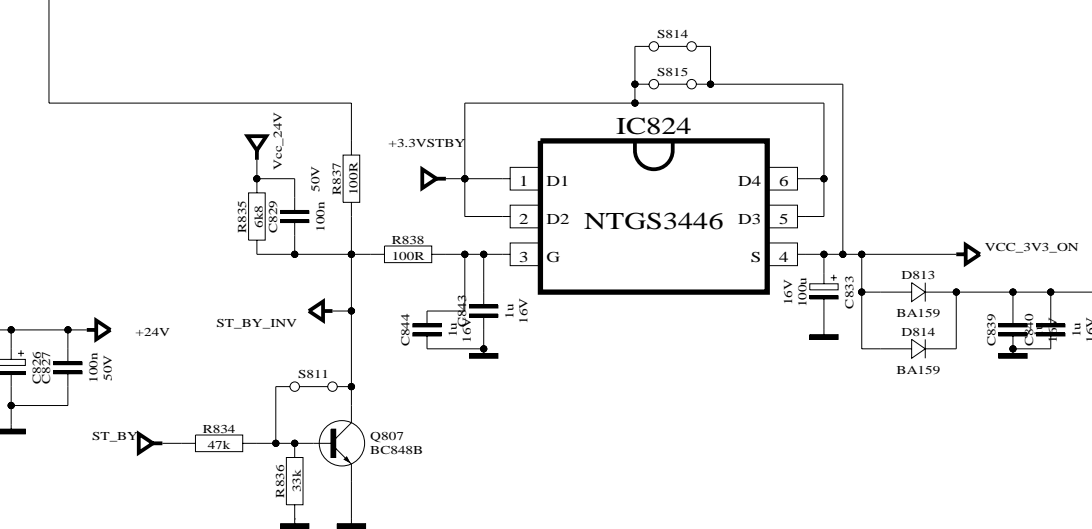 S814
S815
IC824
+3.3VSTBY
1
D1
2
D2
3
G
NTGS3446
D4
6
D3
5
S
4
Vcc_24V
R835
6k8
C829
100n
50V
R837
100R
R838
100R
ST_BY_INV
C844
1u
16V
C843
1u
16V
16V
100u
+
C833
VCC_3V3_ON
D813
BA159
D814
BA159
C839
C840
16V
1u
16V
+24V
+
C826
C827
100n
50V
S811
ST_BY
R834
47k
R836
33k
Q807
BC848B